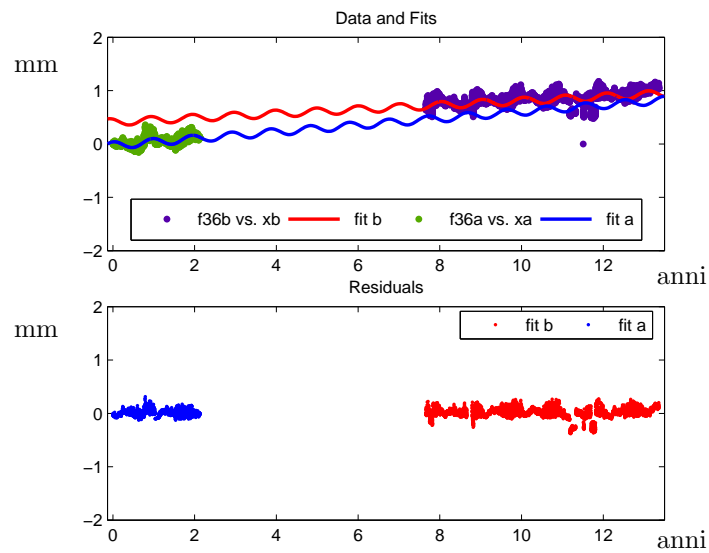 Data and Fits
mm
2
1
0
−1
−2
f36b vs. xb fit b f36a vs. xa fit a
0 2 4 6 8 10 12
anni
Residuals
mm
2
1
0
−1
−2
fit b fit a
0 2 4 6 8 10 12
anni